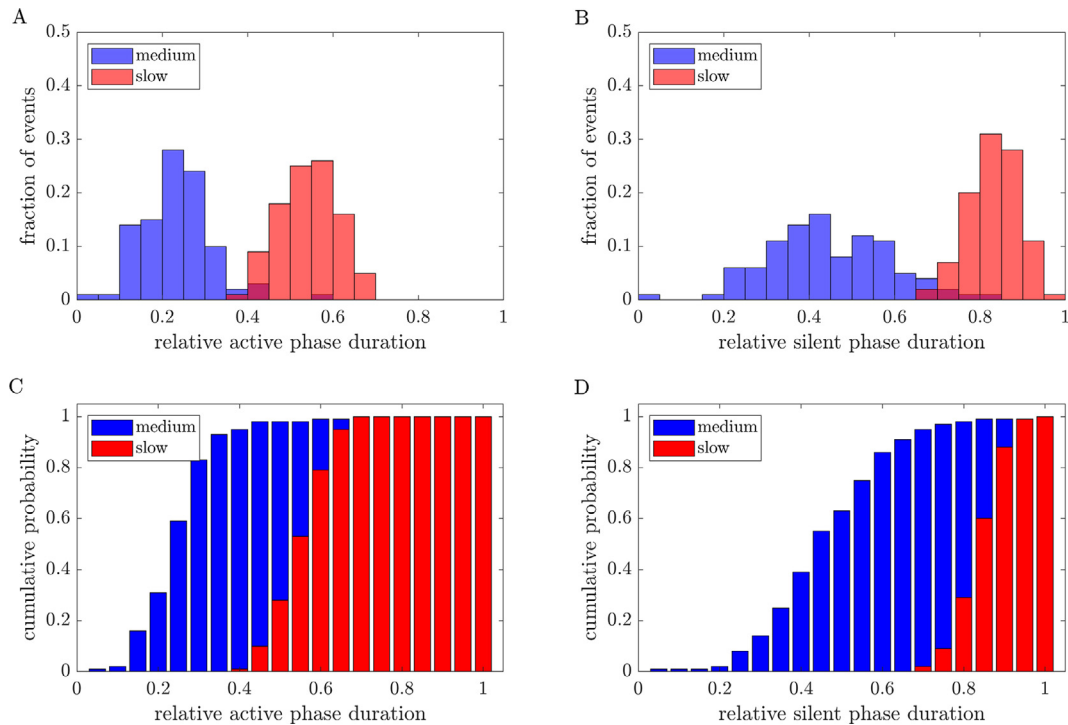 A
0.5
0.4
0.3
0.2
0.1
0
fraction of events
medium
slow
0 0.2 0.4 0.6 0.8 1
relative active phase duration
B
0.5
0.4
0.3
0.2
0.1
0
fraction of events
medium
slow
0 0.2 0.4 0.6 0.8 1
relative silent phase duration
C
1
0.8
0.6
0.4
0.2
0
cumulative probability
medium
slow
0.2 0.4 0.6 0.8 1
relative active phase duration
D
1
0.8
0.6
0.4
0.2
0
cumulative probability
medium
slow
0.2 0.4 0.6 0.8 1
relative silent phase duration